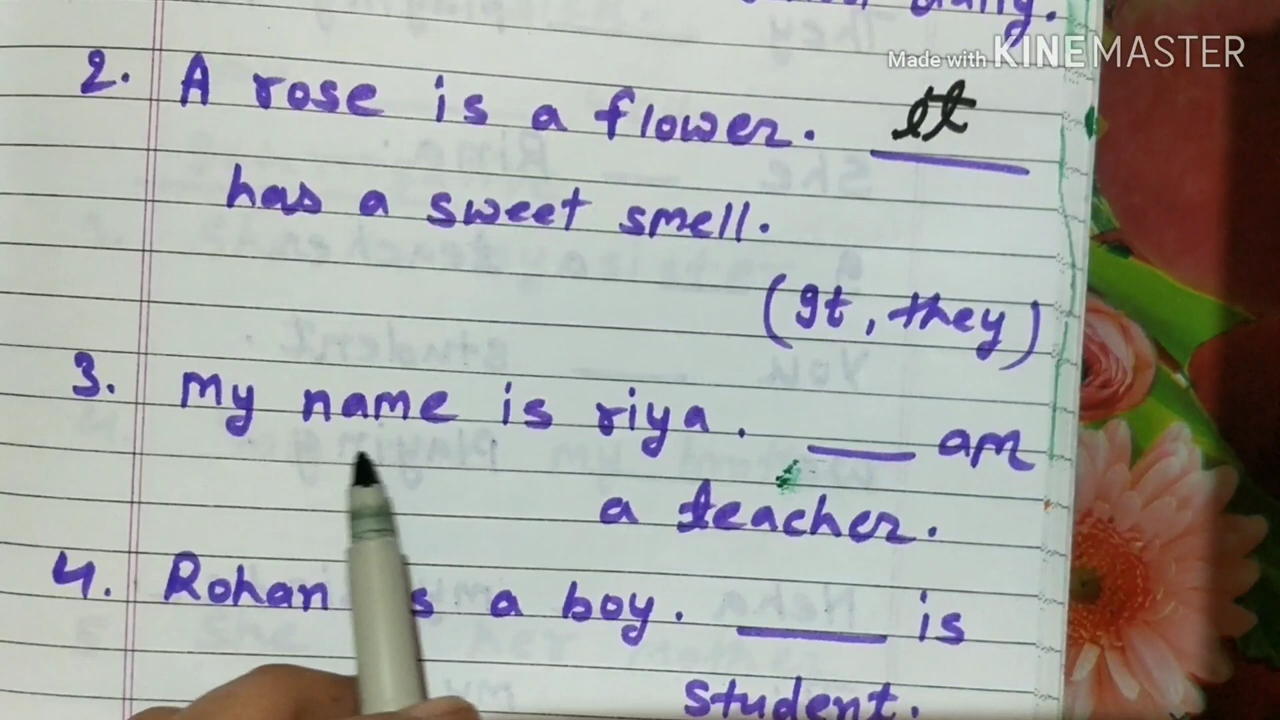 daily.
Made with KINEMASTER
2. A rose is a flower. It
has a sweet smell.
(It, they)
3. My name is riya. ___ am
a teacher.
4. Rohan is a boy. ___ is
student.